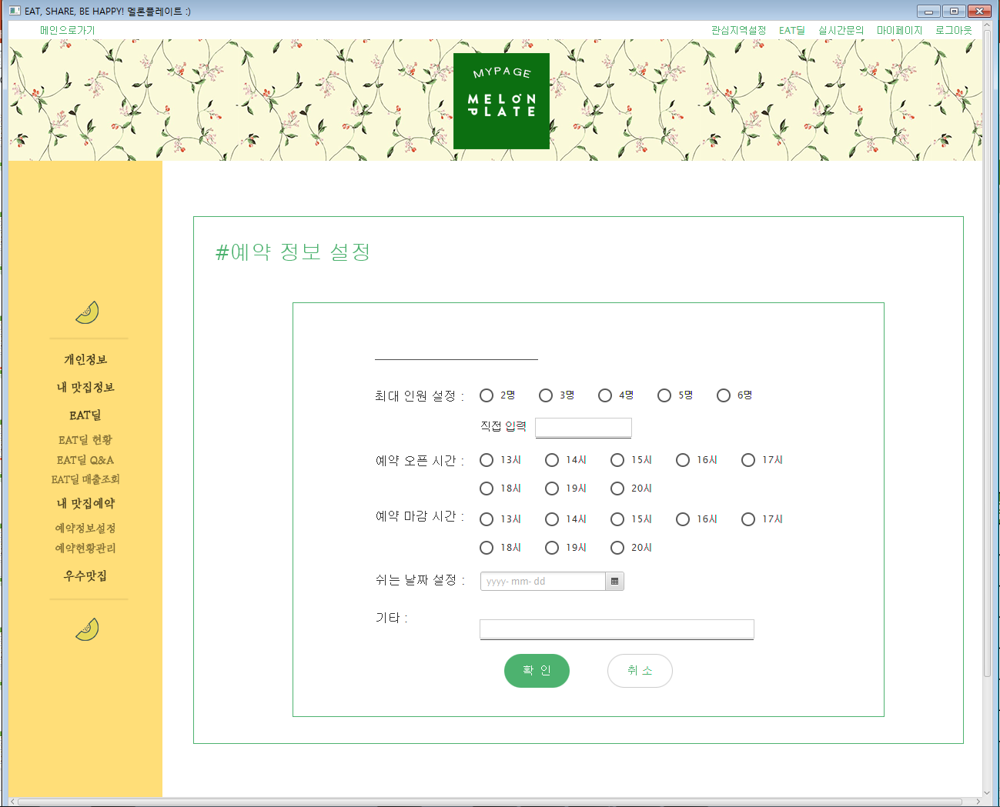 EAT, SHARE, BE HAPPY! 멜론플레이트 :)
메인으로가기 관심지역설정 EAT딜 실시간문의 마이페이지 로그아웃
MYPAGE
MELON
PLATE
#예약 정보 설정
개인정보
내 맛집정보
EAT딜
EAT딜 현황
EAT딜 Q&A
EAT딜 매출조회
내 맛집예약
예약정보설정
예약현황관리
우수맛집
최대 인원 설정 : 2명 3명 4명 5명 6명
직접 입력
예약 오픈 시간 : 13시 14시 15시 16시 17시
18시 19시 20시
예약 마감 시간 : 13시 14시 15시 16시 17시
18시 19시 20시
쉬는 날짜 설정 : yyyy- mm- dd
기타 :
확 인 취 소